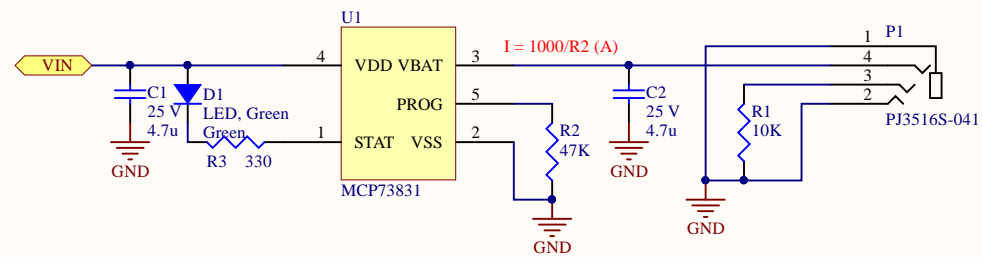 U1
P1
I = 1000/R2 (A)
VIN
4
VDD
VBAT
3
1
4
3
2
C1
25 V
4.7u
D1
LED, Green
Green
PROG
5
C2
25 V
4.7u
R1
10K
PJ3516S-041
R3
330
1
STAT
VSS
2
R2
47K
MCP73831
GND
GND
GND
GND